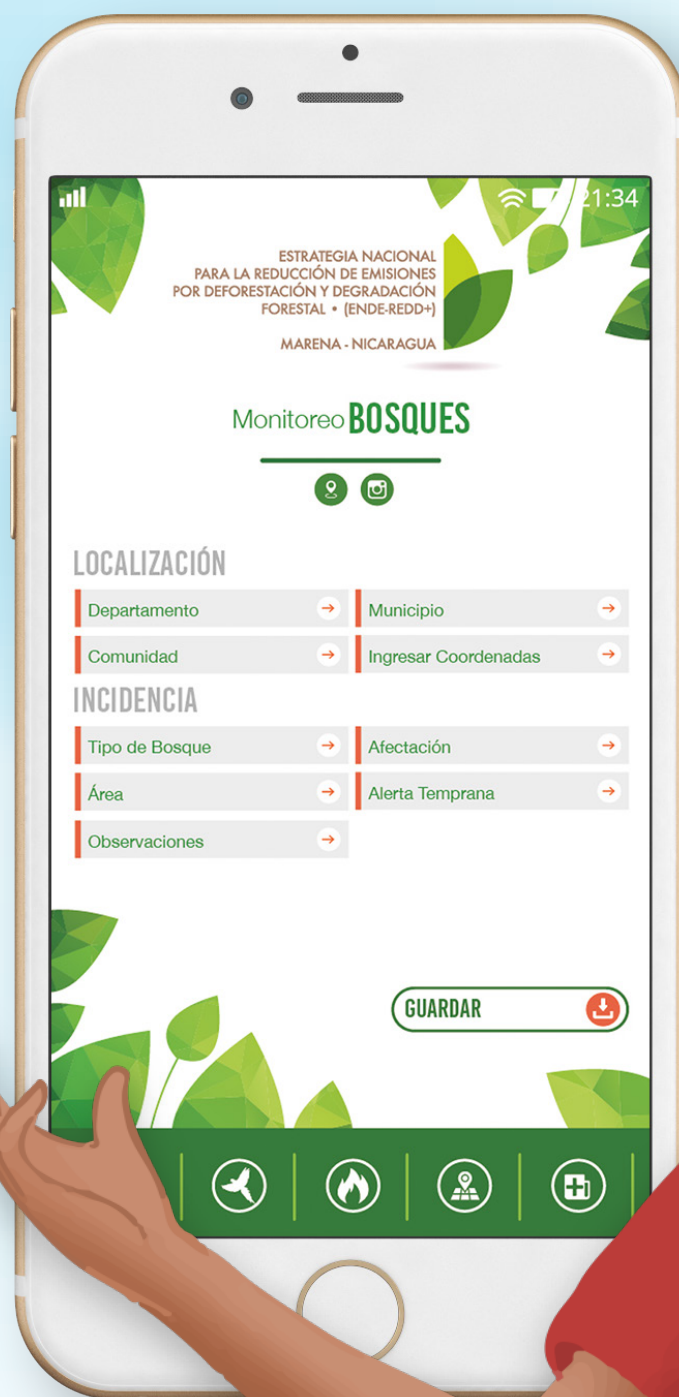 21:34
ESTRATEGIA NACIONAL
PARA LA REDUCCIÓN DE EMISIONES
POR DEFORESTACIÓN Y DEGRADACIÓN
FORESTAL • (ENDE-REDD+)
MARENA - NICARAGUA
Monitoreo BOSQUES
LOCALIZACIÓN
Departamento
Municipio
Comunidad
Ingresar Coordenadas
INCIDENCIA
Tipo de Bosque
Afectación
Área
Alerta Temprana
Observaciones
GUARDAR